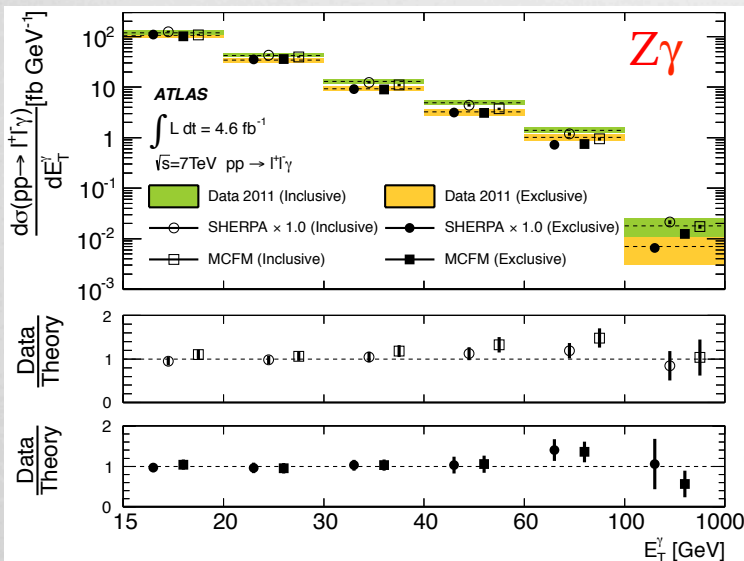 Zγ
dσ(pp→ l⁺l⁻γ)/dE_T^γ [fb GeV⁻¹]
10²
10
1
10⁻¹
10⁻²
10⁻³
ATLAS
∫ L dt = 4.6 fb⁻¹
√s=7TeV pp → l⁺l⁻γ
Data 2011 (Inclusive) Data 2011 (Exclusive)
SHERPA × 1.0 (Inclusive) SHERPA × 1.0 (Exclusive)
MCFM (Inclusive) MCFM (Exclusive)
Data
Theory
2
1
0
Data
Theory
2
1
0
15 20 30 40 60 100 1000
E_T^γ [GeV]